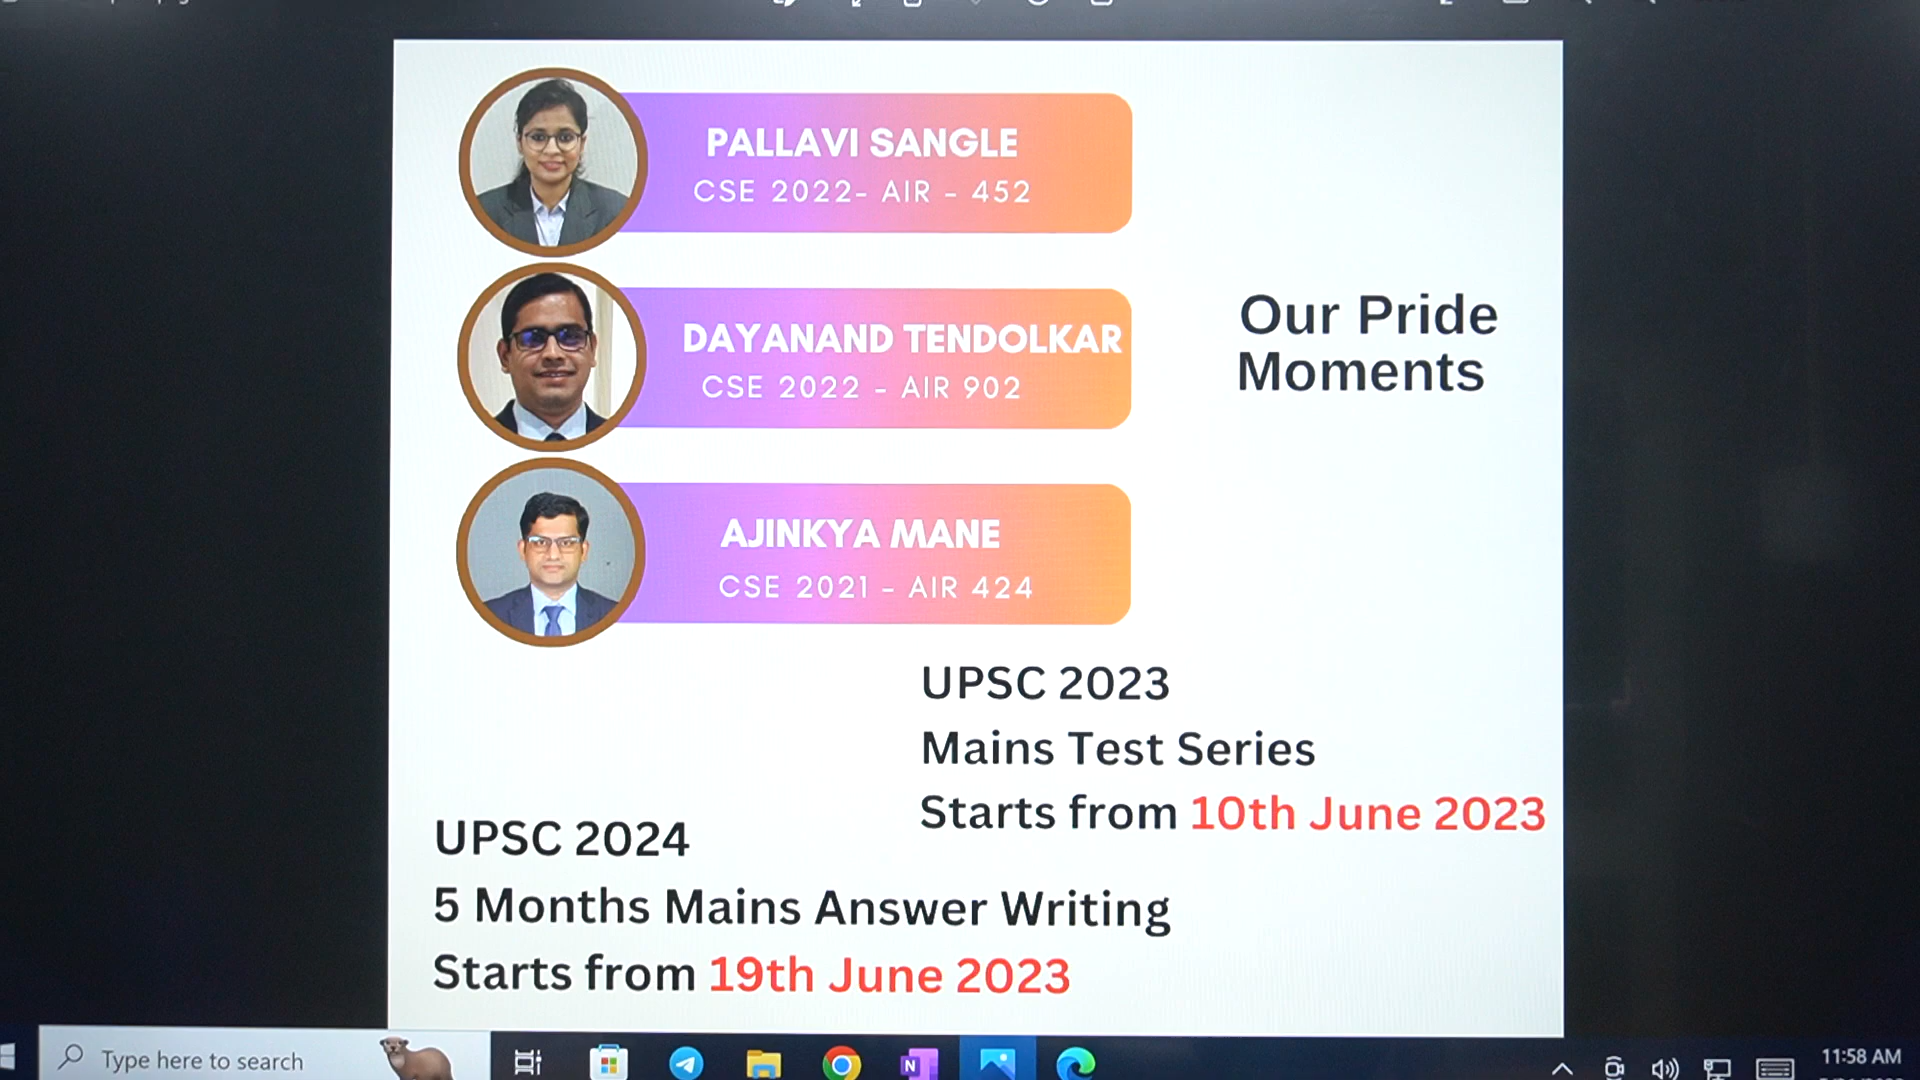 PALLAVI SANGLE
CSE 2022- AIR - 452
DAYANAND TENDOLKAR
CSE 2022 - AIR 902
AJINKYA MANE
CSE 2021 - AIR 424
Our Pride
Moments
UPSC 2023
Mains Test Series
Starts from 10th June 2023
UPSC 2024
5 Months Mains Answer Writing
Starts from 19th June 2023
Type here to search
N
11:58 AM